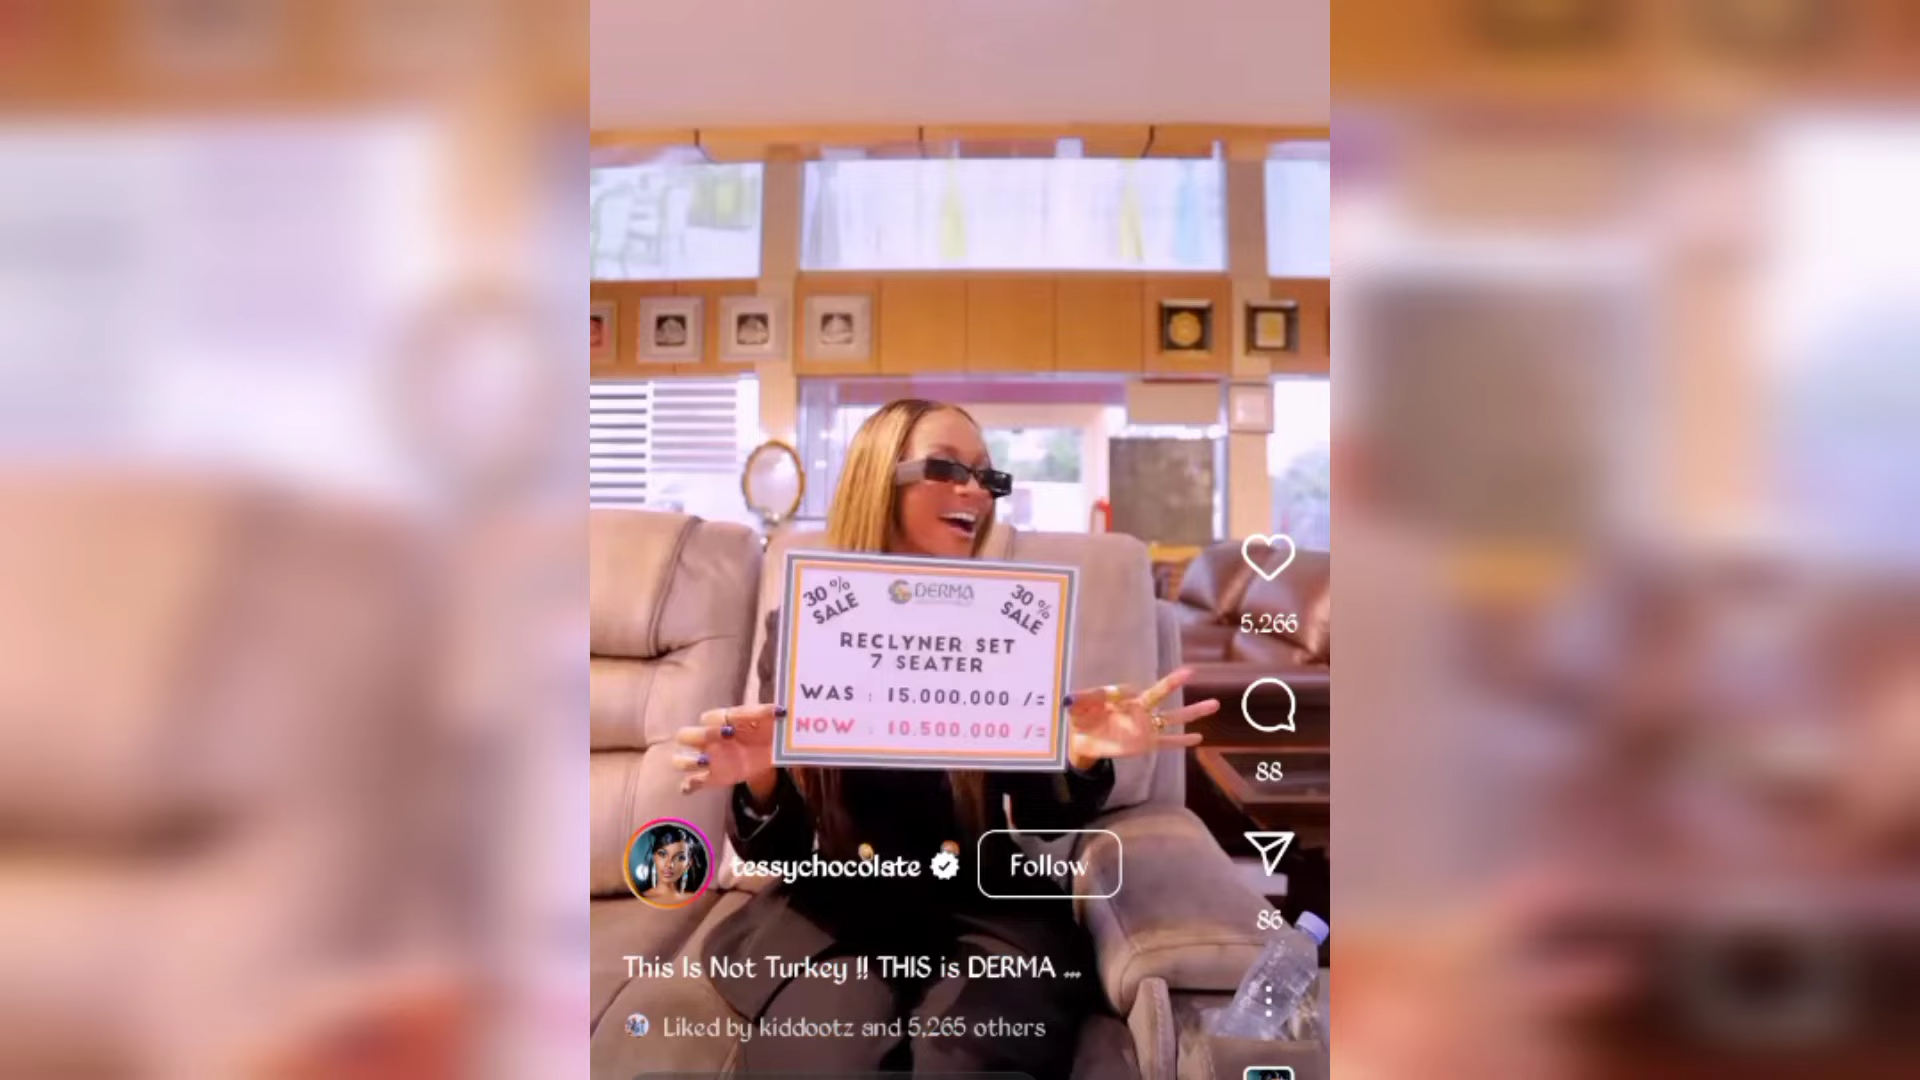 30 %
SALE
DERMA
30 %
SALE
RECLYNER SET
7 SEATER
WAS : 15.000.000 /=
NOW : 10.500.000 /=
5,266
88
86
tessychocolate
Follow
This Is Not Turkey !! THIS is DERMA ...
Liked by kiddootz and 5,265 others